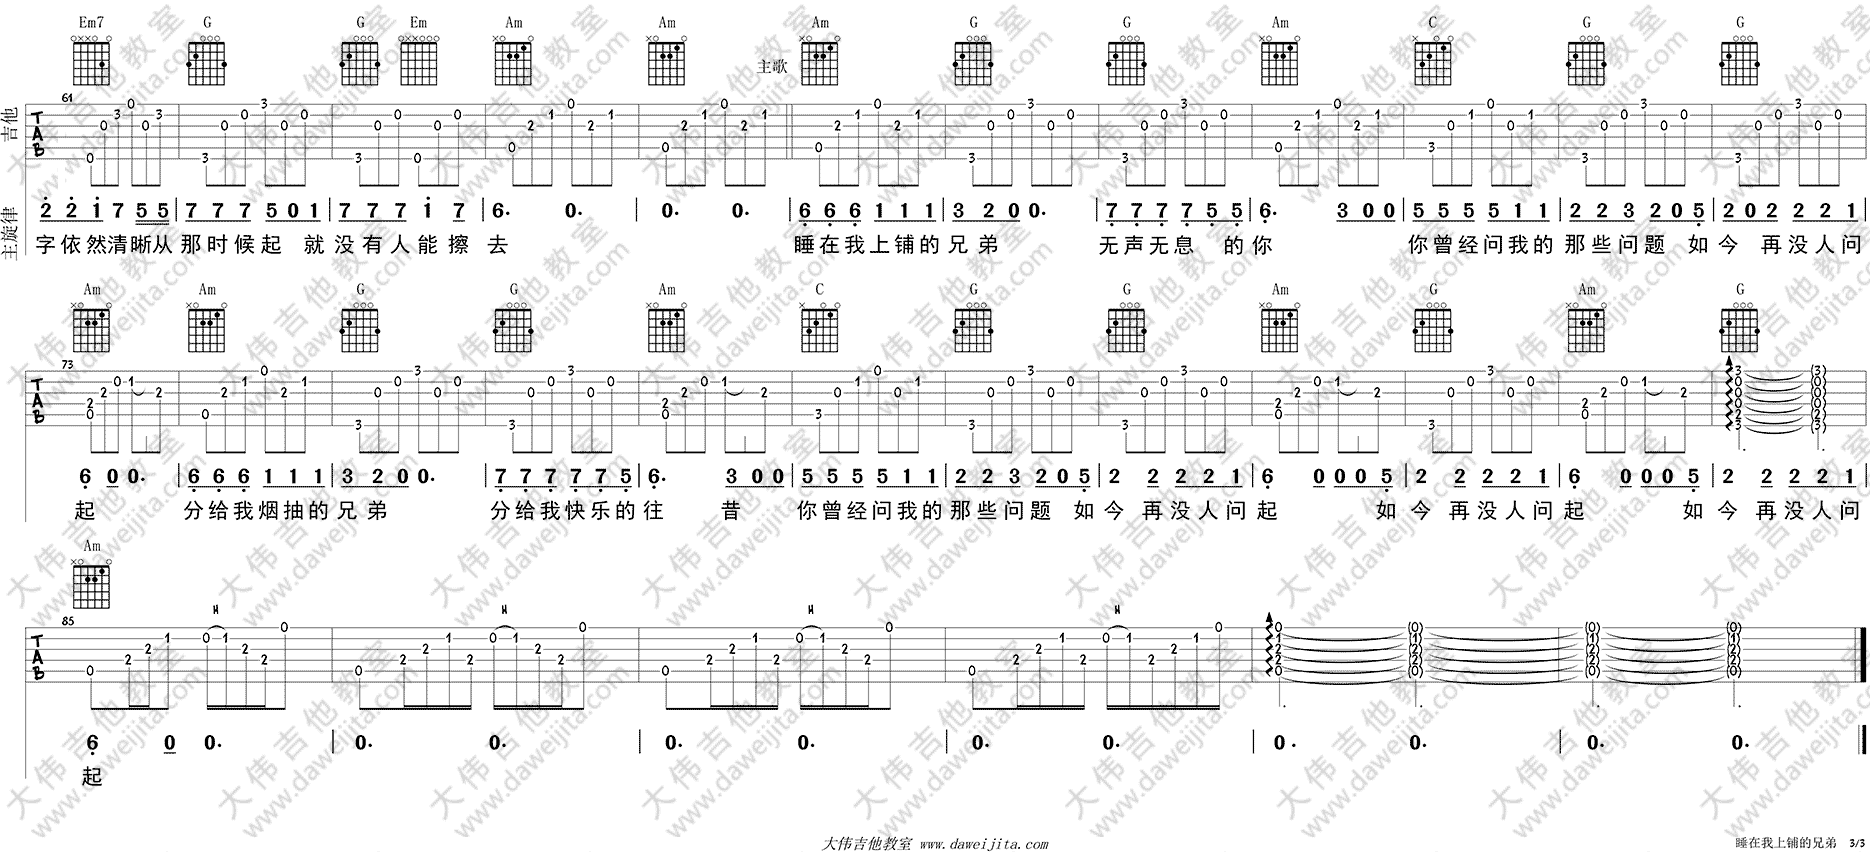 Em7 G G Em Am Am Am G G Am C G G
主歌
61
吉他
TAB
主旋律
2 2 1 7 5 5 | 7 7 7 5 0 1 | 7 7 7 1 7 | 6. 0. | 0. 0. | 6 6 6 1 1 1 | 3 2 0 0. | 7 7 7 7 5 5 | 6. 3 0 0 | 5 5 5 5 1 1 | 2 2 3 2 0 5 | 2 0 2 2 2 1 |
字依然清晰从 那时候起 就 没有人能擦 去 睡在我上铺的兄弟 无声无息 的你 你曾经问我的 那些问题 如今 再没人问
Am Am G G Am C G G Am G Am G
73
TAB
6 0 0 0. | 6 6 6 1 1 1 | 3 2 0 0 0. | 7 7 7 7 7 5 | 6. 3 0 0 | 5 5 5 5 1 1 | 2 2 3 2 0 5 | 2 2 2 2 1 | 6 0 0 0 5 | 2 2 2 2 1 | 6 0 0 0 5 | 2 2 2 2 1 |
起 分给我烟抽的兄弟 分给我快乐的往 昔 你曾经问我的那些问题 如今 再没人问起 如今 再没人问起 如今 再没人问
Am
85
H H H H
TAB
6 0 0. | 0. 0. | 0. 0. | 0. 0. | 0. 0. | 0. 0.
起
大伟吉他教室 www.daweijita.com
睡在我上铺的兄弟 3/3